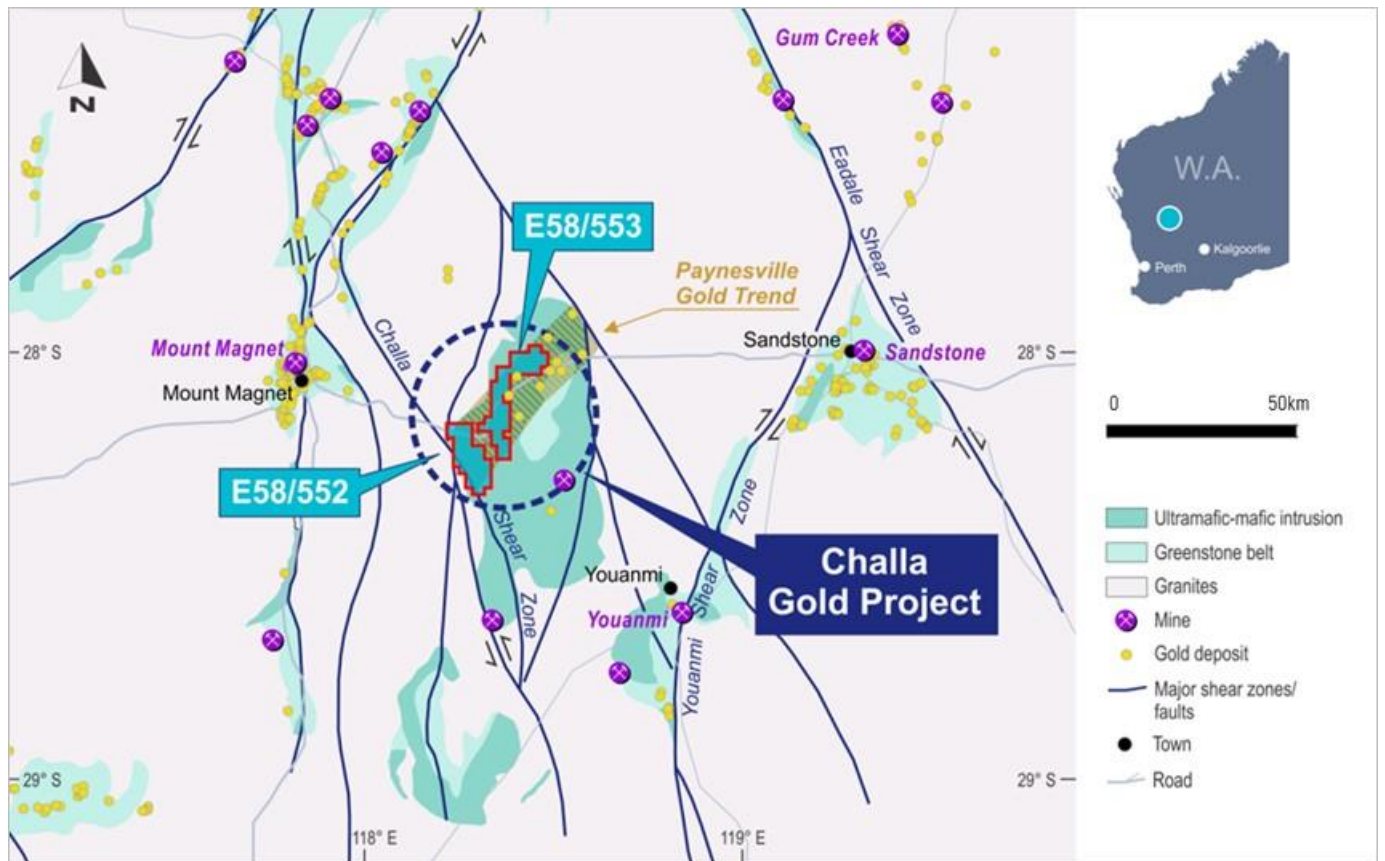 Gum Creek
N
Eadale
Shear
Zone
E58/553
Paynesville
Gold Trend
Challa
28° S
Mount Magnet
Mount Magnet
Sandstone
Sandstone
28° S
E58/552
Shear
Zone
Zone
Shear
Youanmi
Youanmi
Youanmi
Challa
Gold Project
29° S
29° S
118° E
119° E
W.A.
Kalgoorlie
Perth
0 50km
Ultramafic-mafic intrusion
Greenstone belt
Granites
Mine
Gold deposit
Major shear zones/
faults
Town
Road